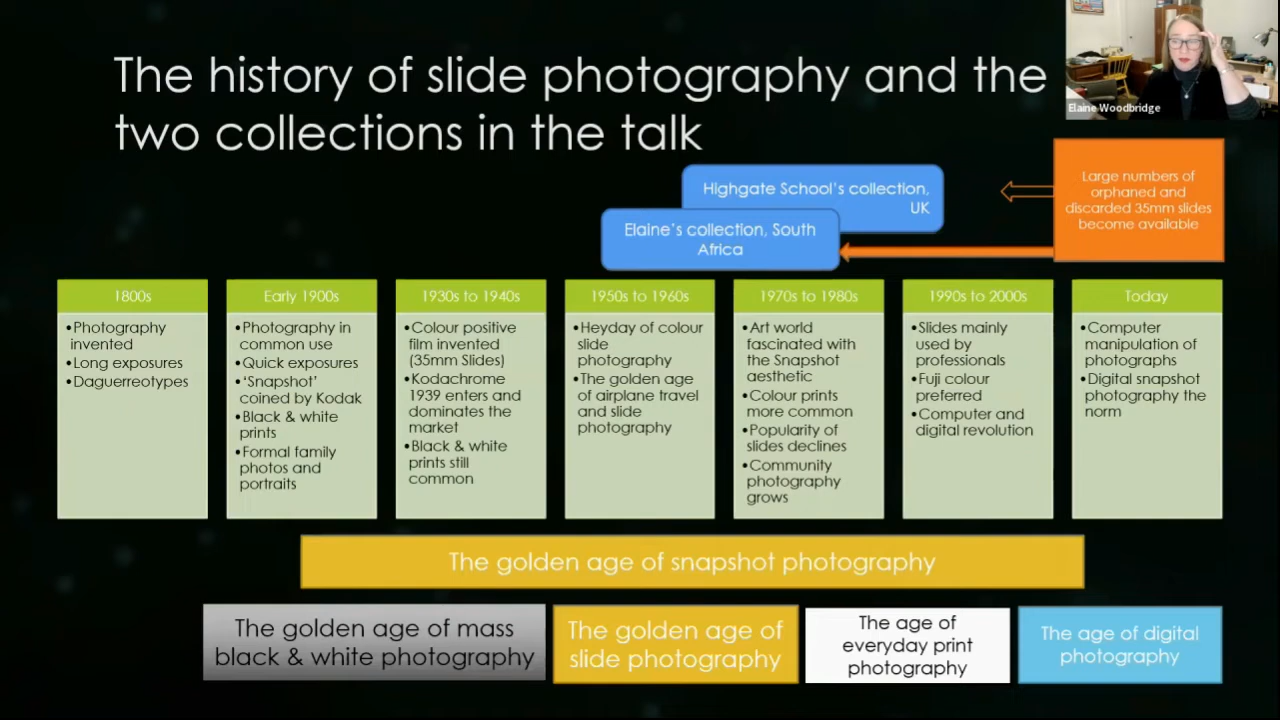 The history of slide photography and the
two collections in the talk
Elaine Woodbridge
Highgate School's collection,
UK
Elaine's collection, South
Africa
Large numbers of
orphaned and
discarded 35mm slides
become available
1800s
•Photography
invented
•Long exposures
•Daguerreotypes
Early 1900s
•Photography in
common use
•Quick exposures
•'Snapshot'
coined by Kodak
•Black & white
prints
•Formal family
photos and
portraits
1930s to 1940s
•Colour positive
film invented
(35mm Slides)
•Kodachrome
1939 enters and
dominates the
market
•Black & white
prints still
common
1950s to 1960s
•Heyday of colour
slide
photography
•The golden age
of airplane travel
and slide
photography
1970s to 1980s
•Art world
fascinated with
the Snapshot
aesthetic
•Colour prints
more common
•Popularity of
slides declines
•Community
photography
grows
1990s to 2000s
•Slides mainly
used by
professionals
•Fuji colour
preferred
•Computer and
digital revolution
Today
•Computer
manipulation of
photographs
•Digital snapshot
photography the
norm
The golden age of snapshot photography
The golden age of mass
black & white photography
The golden age of
slide photography
The age of
everyday print
photography
The age of digital
photography